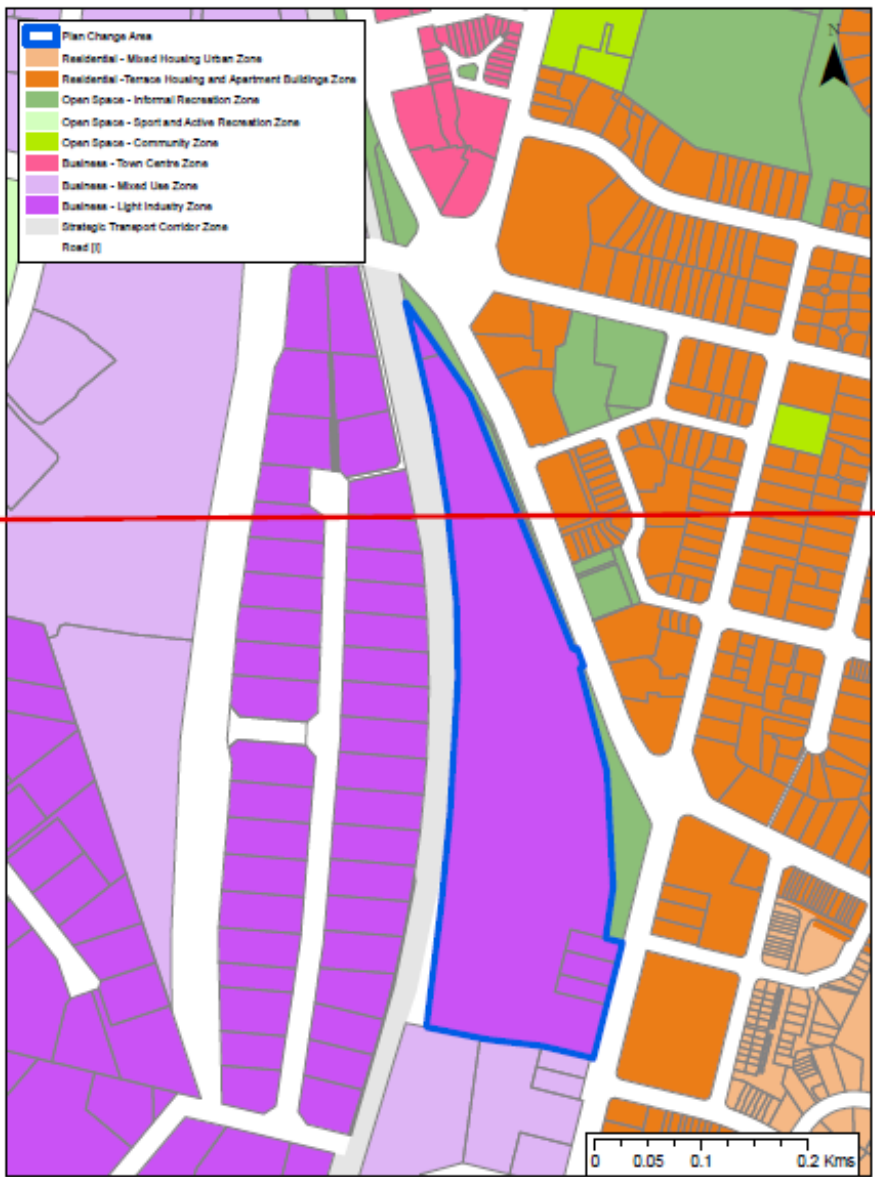 Plan Change Area
Residential - Mixed Housing Urban Zone
Residential -Terrace Housing and Apartment Buildings Zone
Open Space - Informal Recreation Zone
Open Space - Sport and Active Recreation Zone
Open Space - Community Zone
Business - Town Centre Zone
Business - Mixed Use Zone
Business - Light Industry Zone
Strategic Transport Corridor Zone
Road [i]
N
0 0.05 0.1 0.2 Kms